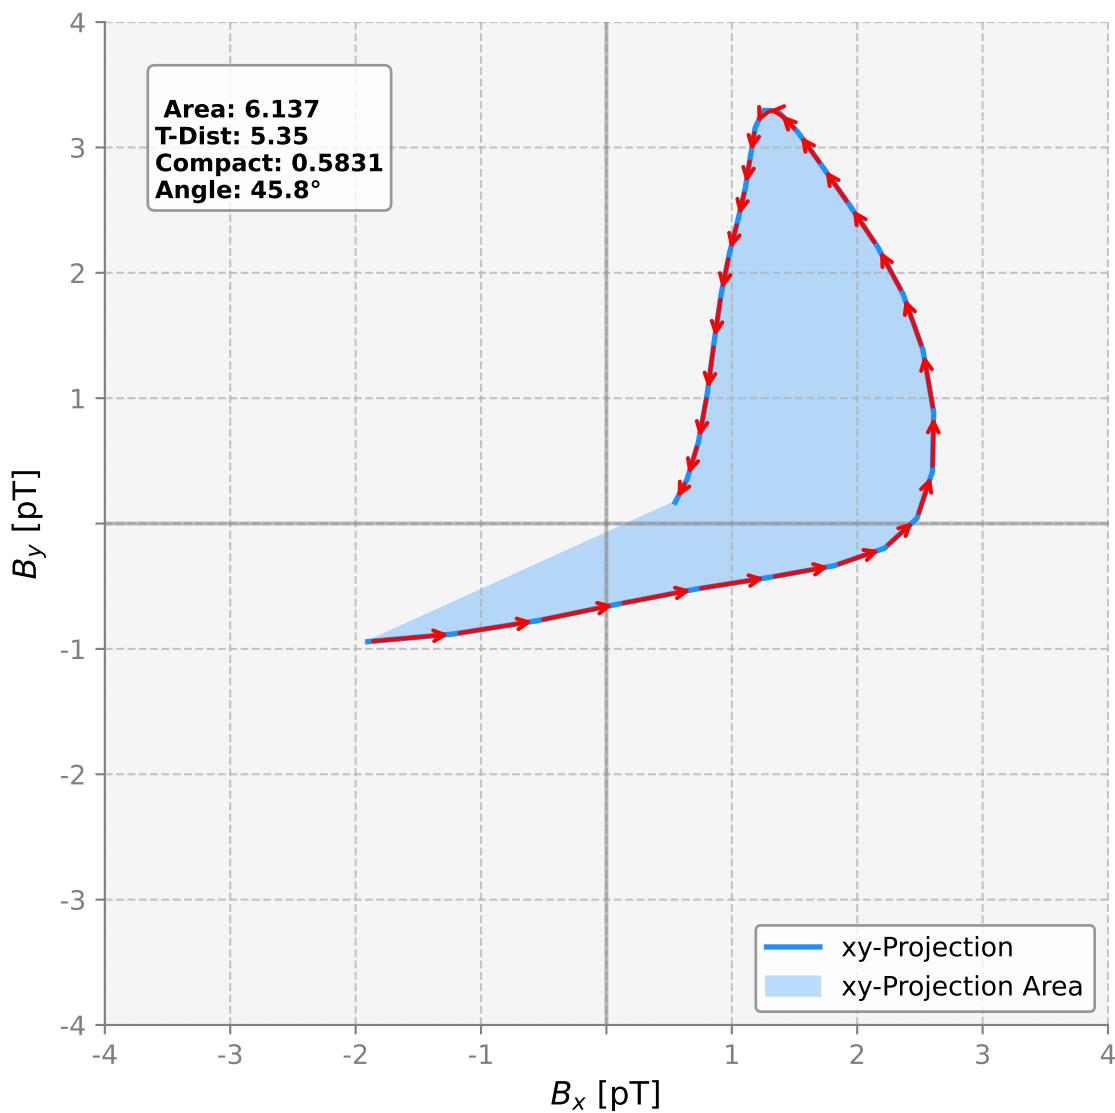 4
3
2
1
-1
-2
-3
-4
-4
-3
-2
-1
1
2
3
4
B_y [pT]
B_x [pT]
Area: 6.137
T-Dist: 5.35
Compact: 0.5831
Angle: 45.8°
xy-Projection
xy-Projection Area